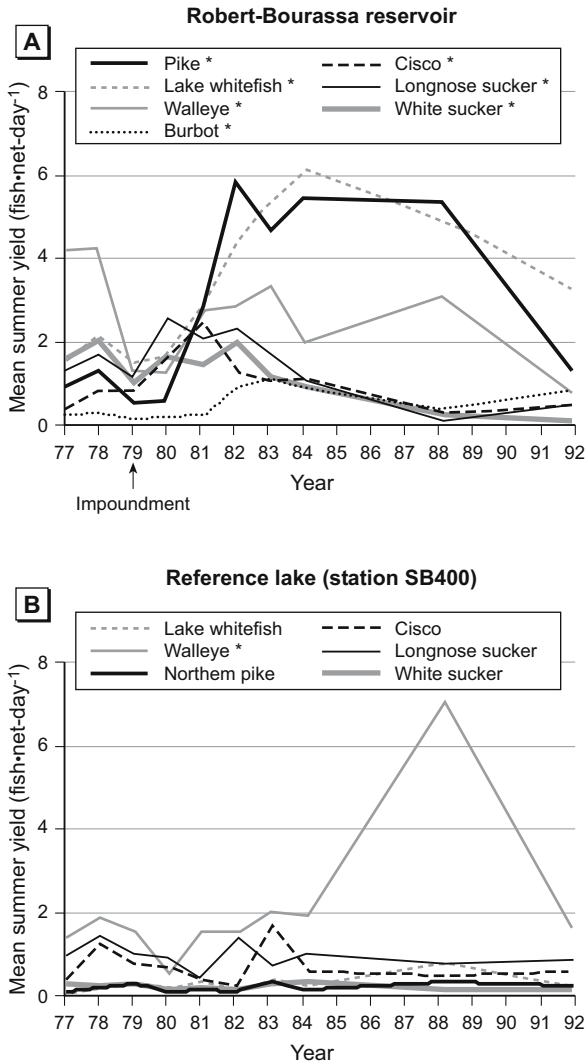 Robert-Bourassa reservoir
A
Pike * Cisco *
Lake whitefish * Longnose sucker *
Walleye * White sucker *
Burbot *
Mean summer yield (fish•net-day-1)
8
6
4
2
0
77 78 79 80 81 82 83 84 85 86 87 88 89 90 91 92
Year
Impoundment
Reference lake (station SB400)
B
Lake whitefish Cisco
Walleye * Longnose sucker
Northem pike White sucker
Mean summer yield (fish•net-day-1)
8
6
4
2
0
77 78 79 80 81 82 83 84 85 86 87 88 89 90 91 92
Year